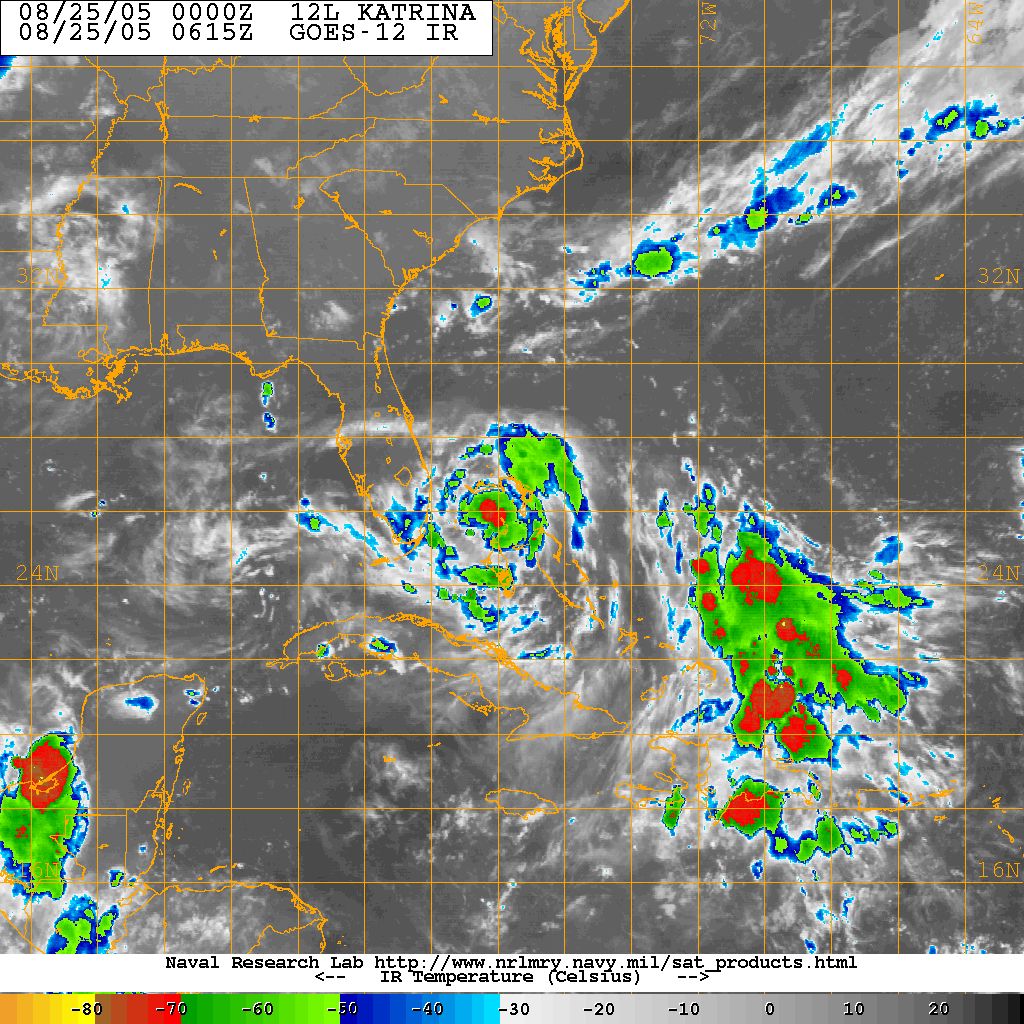 08/25/05 0000Z 12L KATRINA
08/25/05 0615Z GOES-12 IR
72W
64W
32N
32N
24N
24N
16N
16N
Naval Research Lab http://www.nrlmry.navy.mil/sat_products.html
<-- IR Temperature (Celsius) -->
-80 -70 -60 -50 -40 -30 -20 -10 0 10 20